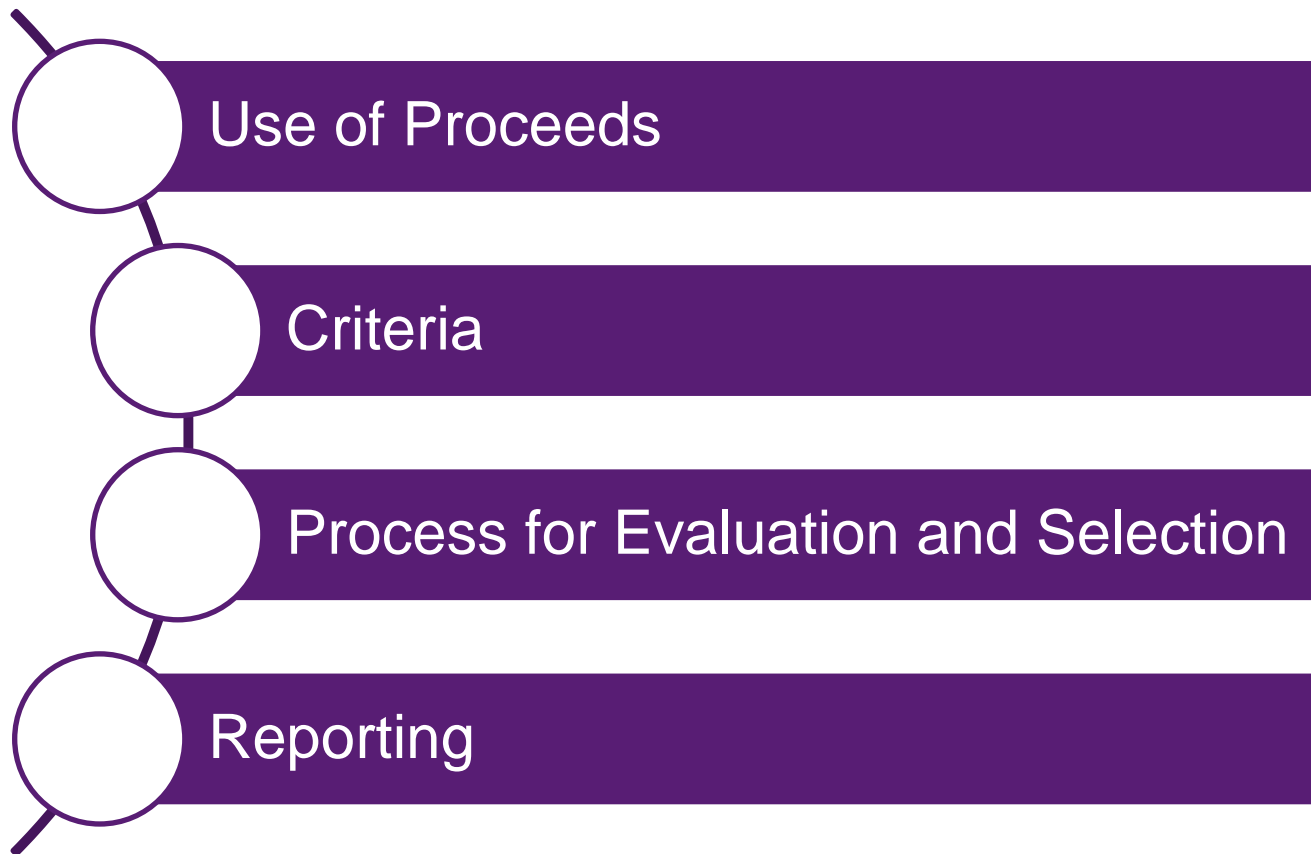 Use of Proceeds
Criteria
Process for Evaluation and Selection
Reporting